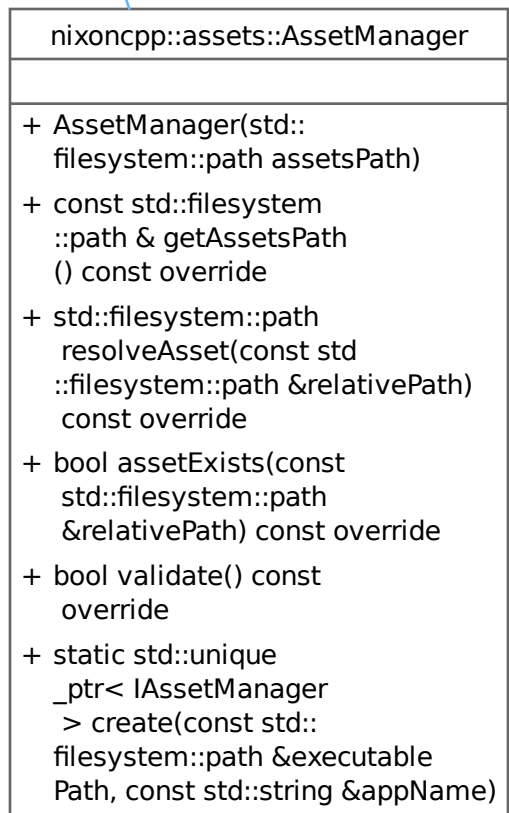 nixoncpp::assets::AssetManager
+ AssetManager(std::
filesystem::path assetsPath)
+ const std::filesystem
::path & getAssetsPath
() const override
+ std::filesystem::path
resolveAsset(const std
::filesystem::path &relativePath)
const override
+ bool assetExists(const
std::filesystem::path
&relativePath) const override
+ bool validate() const
override
+ static std::unique
_ptr< IAssetManager
> create(const std::
filesystem::path &executable
Path, const std::string &appName)